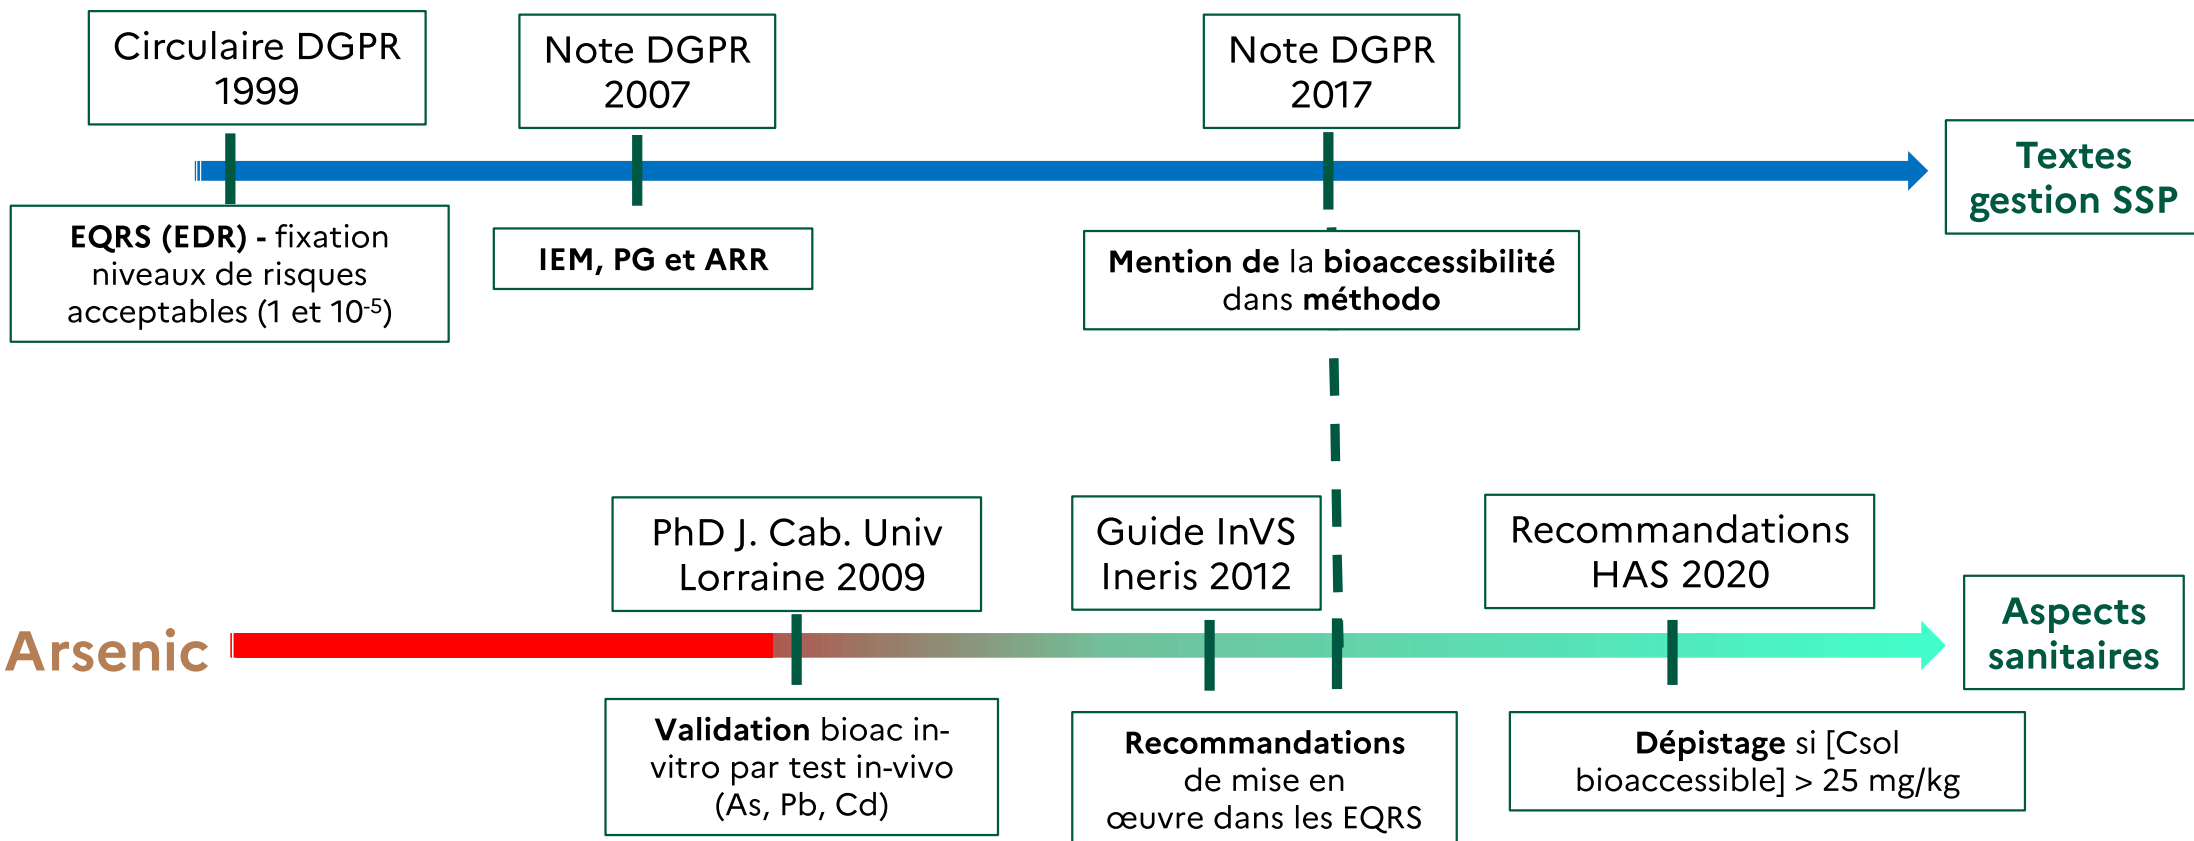 Circulaire DGPR
1999
Note DGPR
2007
Note DGPR
2017
Textes
gestion SSP
EQRS (EDR) - fixation
niveaux de risques
acceptables (1 et 10⁻⁵)
IEM, PG et ARR
Mention de la bioaccessibilité
dans méthodo
PhD J. Cab. Univ
Lorraine 2009
Guide InVS
Ineris 2012
Recommandations
HAS 2020
Arsenic
Aspects
sanitaires
Validation bioac in-
vitro par test in-vivo
(As, Pb, Cd)
Recommandations
de mise en
œuvre dans les EQRS
Dépistage si [Csol
bioaccessible] > 25 mg/kg